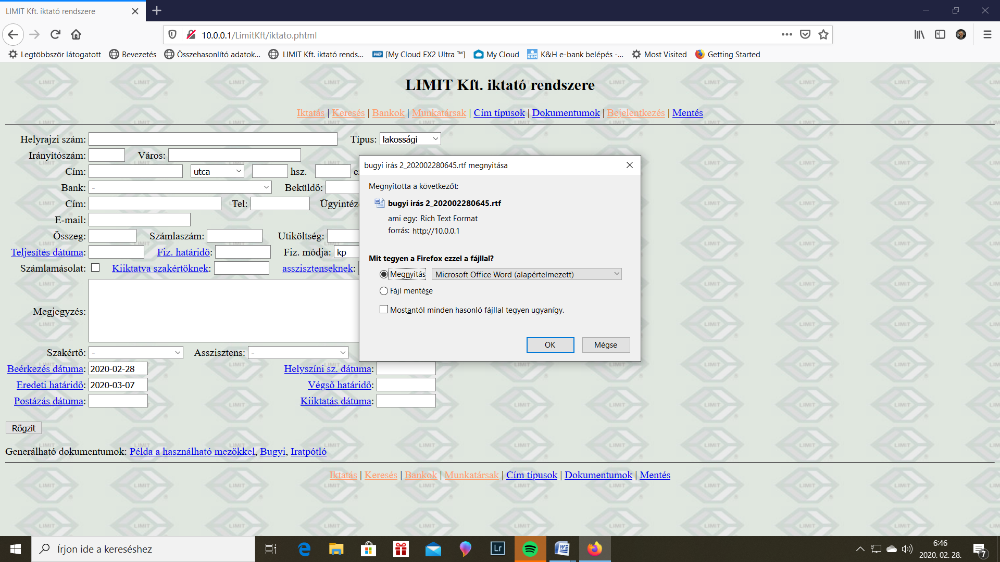 LIMIT Kft. iktató rendszere
10.0.0.1/LimitKft/iktato.phtml
Legtöbbször látogatott Bevezetés Összehasonlító adatok... LIMIT Kft. iktató rends... [My Cloud EX2 Ultra ™] My Cloud K&H e-bank belépés -... Most Visited Getting Started
LIMIT Kft. iktató rendszere
Iktatás | Keresés | Bankok | Munkatársak | Cím típusok | Dokumentumok | Bejelentkezés | Mentés
Helyrajzi szám: Típus: lakossági
Irányítószám: Város:
Cím: utca hsz.
Bank: - Beküldő:
Cím: Tel:
E-mail:
Összeg: Számlaszám: Utiköltség:
Teljesítés dátuma: Fiz. határidő: Fiz. módja: kp
Számlamásolat: Kiiktatva szakértőknek: asszisztenseknek:
Megjegyzés:
Szakértő: - Asszisztens: -
Beérkezés dátuma: 2020-02-28 Helyszíni sz. dátuma:
Eredeti határidő: 2020-03-07 Végső határidő:
Postázás dátuma: Kiiktatás dátuma:
Rögzit
Generálható dokumentumok: Példa a használható mezőkkel, Bugyi, Iratpótló
Iktatás | Keresés | Bankok | Munkatársak | Cím típusok | Dokumentumok | Mentés
bugyi irás 2_202002280645.rtf megnyitása
Megnyitotta a következőt:
bugyi irás 2_202002280645.rtf
ami egy: Rich Text Format
forrás: http://10.0.0.1
Mit tegyen a Firefox ezzel a fájllal?
Megnyitás Microsoft Office Word (alapértelmezett)
Fájl mentése
Mostantól minden hasonló fájllal tegyen ugyanígy.
OK Mégse
Írjon ide a kereséshez
Lr
6:46
2020. 02. 28.
7